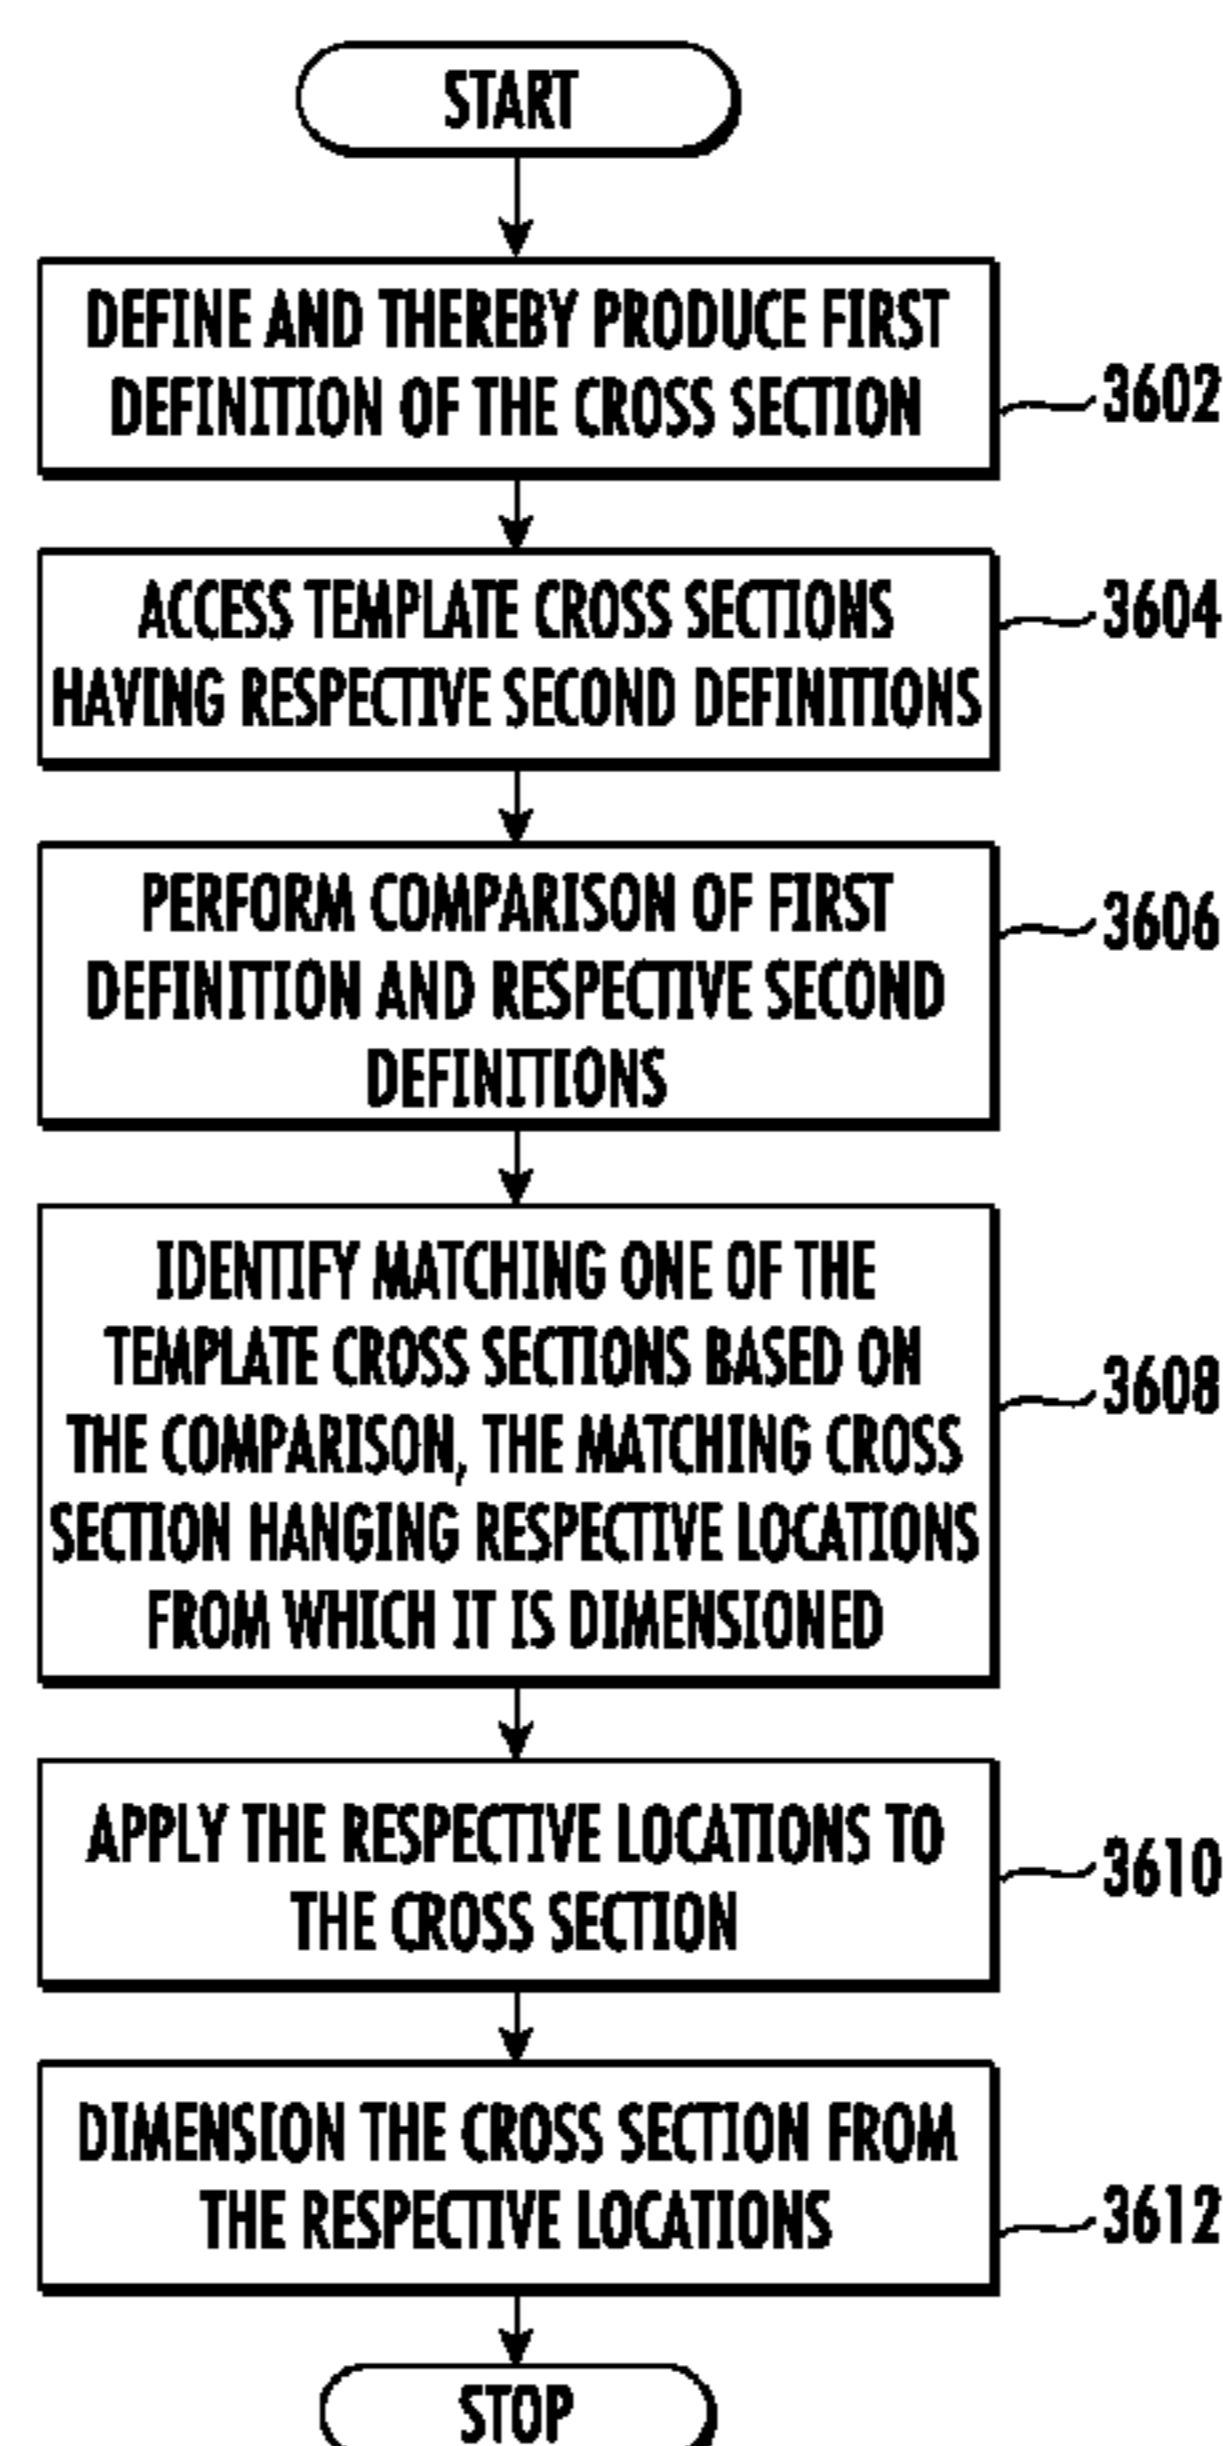 START
DEFINE AND THEREBY PRODUCE FIRST
DEFINITION OF THE CROSS SECTION
3602
ACCESS TEMPLATE CROSS SECTIONS
HAVING RESPECTIVE SECOND DEFINITIONS
3604
PERFORM COMPARISON OF FIRST
DEFINITION AND RESPECTIVE SECOND
DEFINITIONS
3606
IDENTIFY MATCHING ONE OF THE
TEMPLATE CROSS SECTIONS BASED ON
THE COMPARISON, THE MATCHING CROSS
SECTION HANGING RESPECTIVE LOCATIONS
FROM WHICH IT IS DIMENSIONED
3608
APPLY THE RESPECTIVE LOCATIONS TO
THE CROSS SECTION
3610
DIMENSION THE CROSS SECTION FROM
THE RESPECTIVE LOCATIONS
3612
STOP